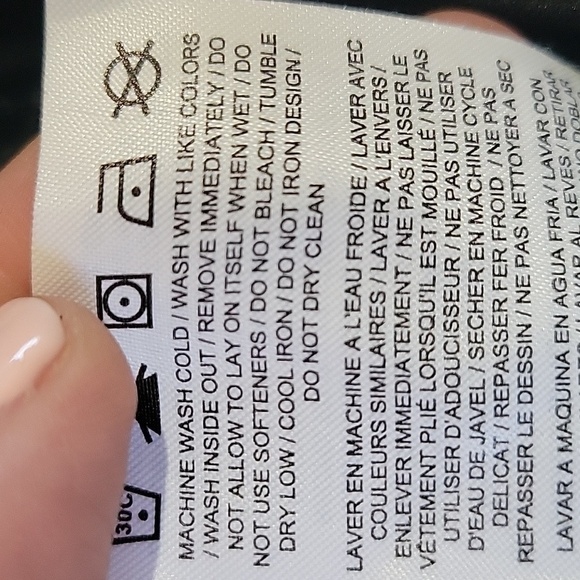 30C
MACHINE WASH COLD / WASH WITH LIKE COLORS
/ WASH INSIDE OUT / REMOVE IMMEDIATELY / DO
NOT ALLOW TO LAY ON ITSELF WHEN WET / DO
NOT USE SOFTENERS / DO NOT BLEACH / TUMBLE
DRY LOW / COOL IRON / DO NOT IRON DESIGN /
DO NOT DRY CLEAN
LAVER EN MACHINE A L'EAU FROIDE / LAVER AVEC
COULEURS SIMILAIRES / LAVER A L'ENVERS /
ENLEVER IMMEDIATEMENT / NE PAS LAISSER LE
VÊTEMENT PLIÉ LORSQU'IL EST MOUILLÉ / NE PAS
UTILISER D'ADOUCISSEUR / NE PAS UTILISER
D'EAU DE JAVEL / SECHER EN MACHINE CYCLE
DELICAT / REPASSER FER FROID / NE PAS
REPASSER LE DESSIN / NE PAS NETTOYER A SEC
LAVAR A MAQUINA EN AGUA FRIA / LAVAR CON
AL REVES / RETIRAR